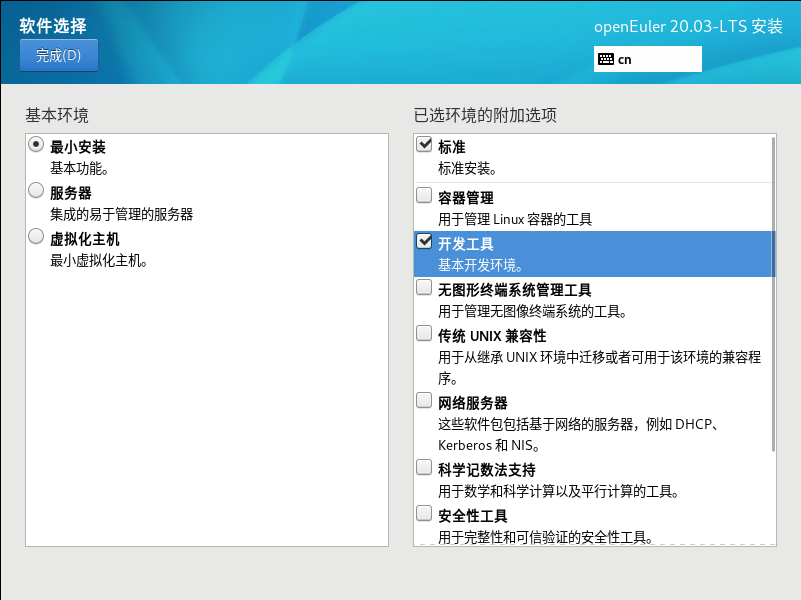 软件选择
openEuler 20.03-LTS 安装
完成(D)
cn
基本环境
最小安装
基本功能。
服务器
集成的易于管理的服务器
虚拟化主机
最小虚拟化主机。
已选环境的附加选项
标准
标准安装。
容器管理
用于管理 Linux 容器的工具
开发工具
基本开发环境。
无图形终端系统管理工具
用于管理无图像终端系统的工具。
传统 UNIX 兼容性
用于从继承 UNIX 环境中迁移或者可用于该环境的兼容程
序。
网络服务器
这些软件包包括基于网络的服务器，例如 DHCP、
Kerberos 和 NIS。
科学记数法支持
用于数学和科学计算以及平行计算的工具。
安全性工具
用于完整性和可信验证的安全性工具。